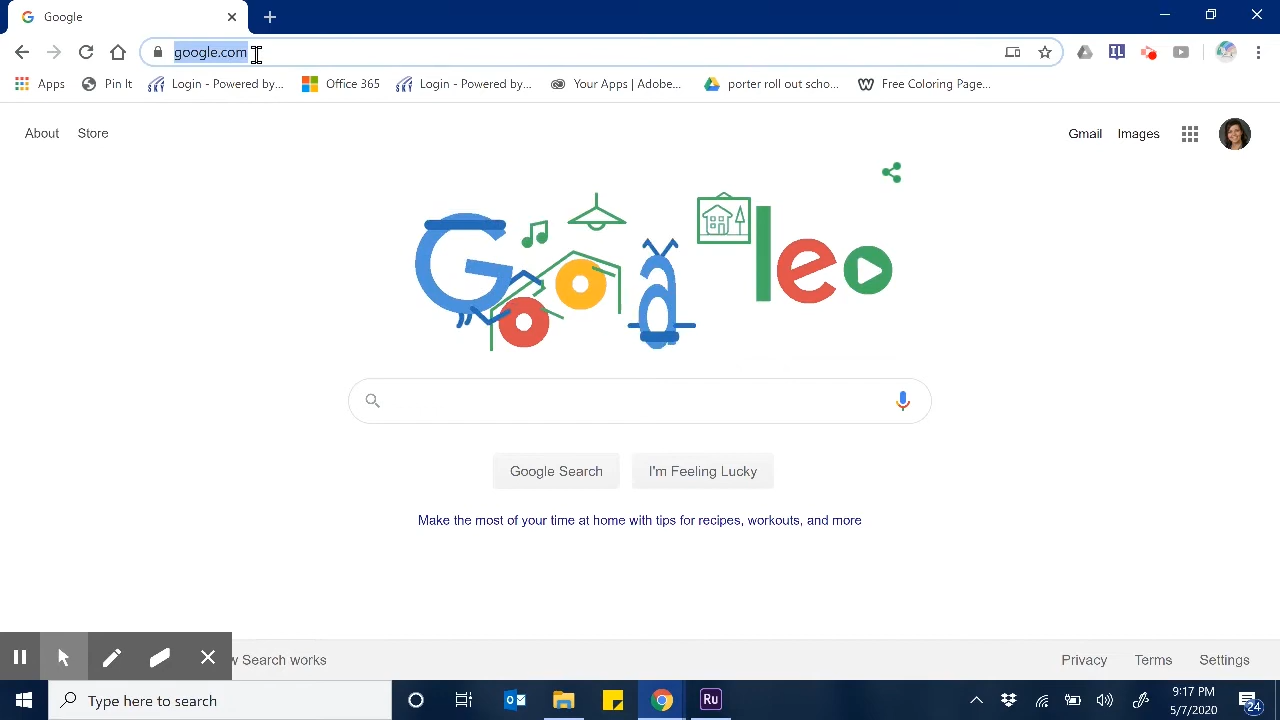 Google
google.com
Apps
Pin It
Login - Powered by...
Office 365
Login - Powered by...
Your Apps | Adobe...
porter roll out scho...
Free Coloring Page...
About
Store
Gmail
Images
Google Search
I'm Feeling Lucky
Make the most of your time at home with tips for recipes, workouts, and more
w Search works
Privacy
Terms
Settings
Type here to search
Ru
9:17 PM
5/7/2020
24